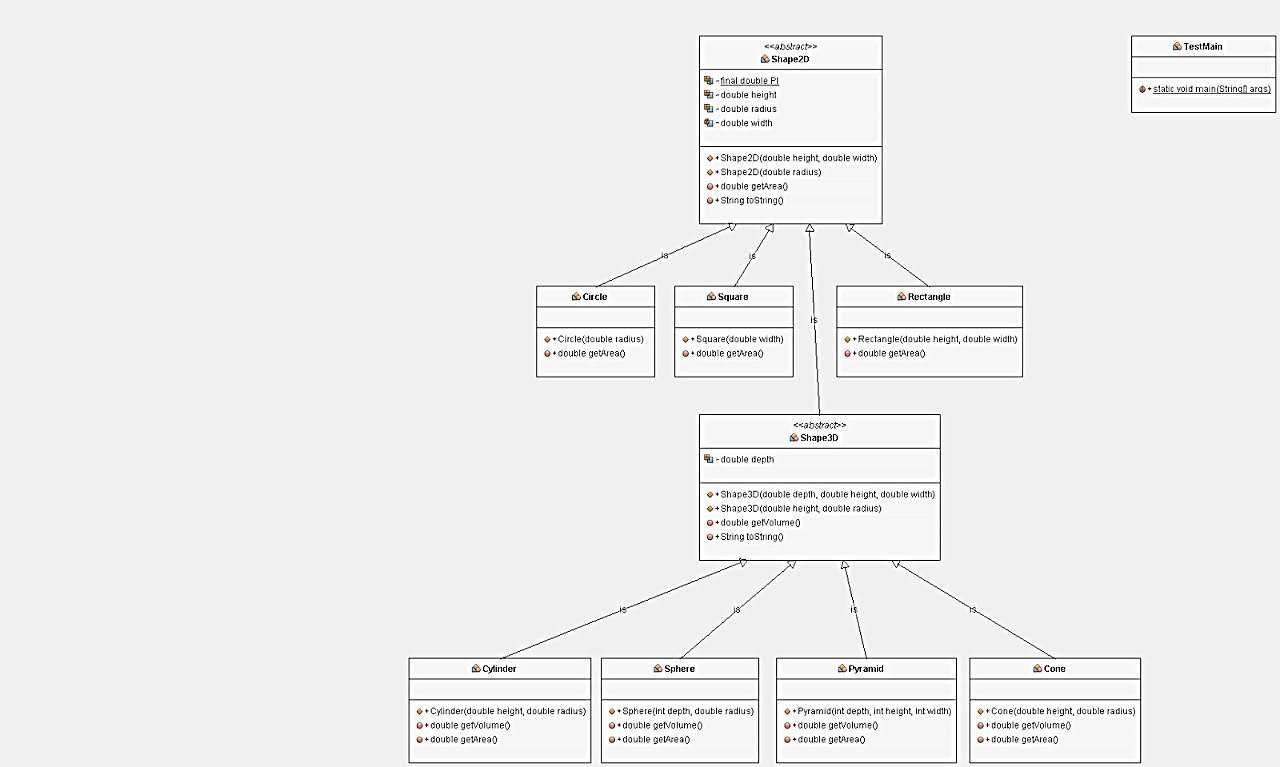 <<abstract>>
Shape2D
- final double PI
- double height
- double radius
- double width
+ Shape2D(double height, double width)
+ Shape2D(double radius)
+ double getArea()
+ String toString()
TestMain
+ static void main(String[] args)
is
is
is
is
Circle
+ Circle(double radius)
+ double getArea()
Square
+ Square(double width)
+ double getArea()
Rectangle
+ Rectangle(double height, double width)
+ double getArea()
<<abstract>>
Shape3D
- double depth
+ Shape3D(double depth, double height, double width)
+ Shape3D(double height, double radius)
+ double getVolume()
+ String toString()
is
is
is
is
Cylinder
+ Cylinder(double height, double radius)
+ double getVolume()
+ double getArea()
Sphere
+ Sphere(int depth, double radius)
+ double getVolume()
+ double getArea()
Pyramid
+ Pyramid(int depth, int height, int width)
+ double getVolume()
+ double getArea()
Cone
+ Cone(double height, double radius)
+ double getVolume()
+ double getArea()